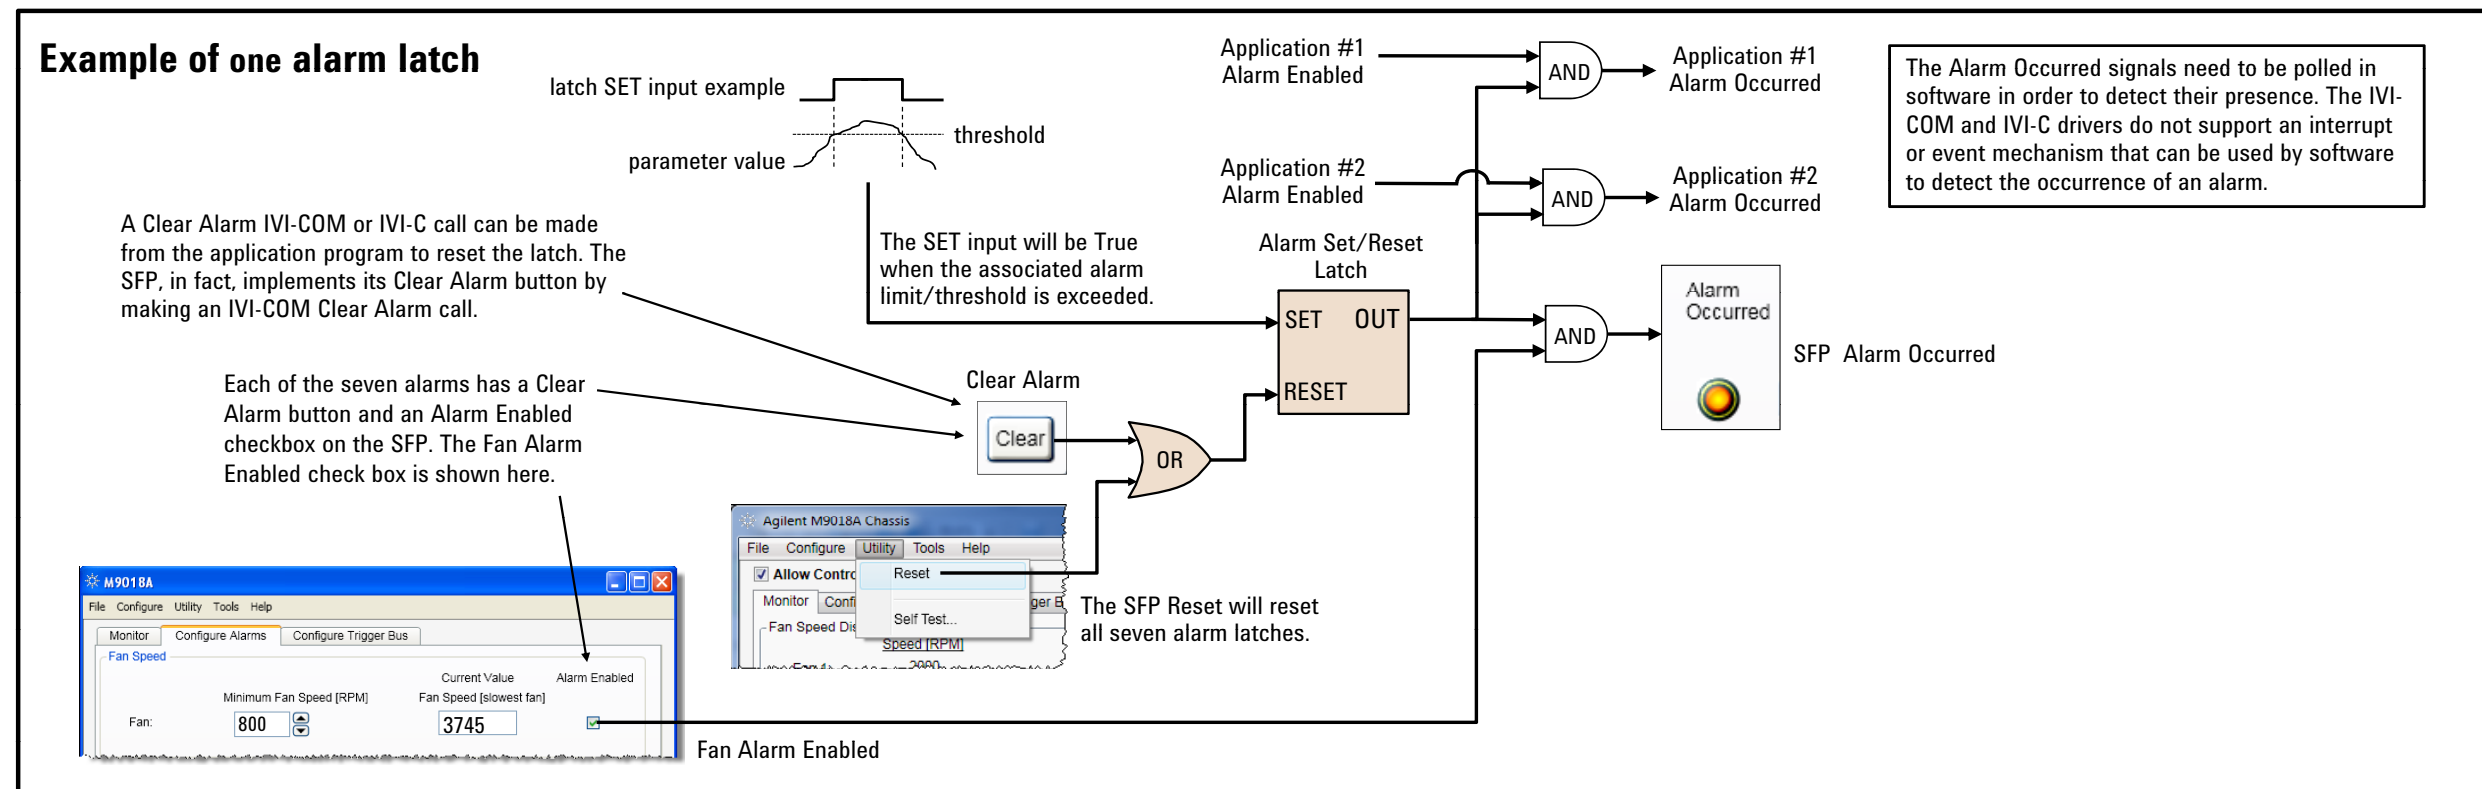 Example of one alarm latch
latch SET input example
threshold
parameter value
Application #1
Alarm Enabled
AND
Application #1
Alarm Occurred
Application #2
Alarm Enabled
AND
Application #2
Alarm Occurred
The Alarm Occurred signals need to be polled in
software in order to detect their presence. The IVI-
COM and IVI-C drivers do not support an interrupt
or event mechanism that can be used by software
to detect the occurrence of an alarm.
A Clear Alarm IVI-COM or IVI-C call can be made
from the application program to reset the latch. The
SFP, in fact, implements its Clear Alarm button by
making an IVI-COM Clear Alarm call.
The SET input will be True
when the associated alarm
limit/threshold is exceeded.
Alarm Set/Reset
Latch
SET OUT
RESET
AND
Alarm
Occurred
SFP Alarm Occurred
Each of the seven alarms has a Clear
Alarm button and an Alarm Enabled
checkbox on the SFP. The Fan Alarm
Enabled check box is shown here.
Clear Alarm
Clear
OR
Agilent M9018A Chassis
File Configure Utility Tools Help
Allow Contro
Reset
Monitor Confi
ger B
Self Test...
Fan Speed Dis
Speed [RPM]
The SFP Reset will reset
all seven alarm latches.
M9018A
File Configure Utility Tools Help
Monitor Configure Alarms Configure Trigger Bus
Fan Speed
Current Value Alarm Enabled
Minimum Fan Speed [RPM] Fan Speed [slowest fan]
Fan: 800 3745
Fan Alarm Enabled